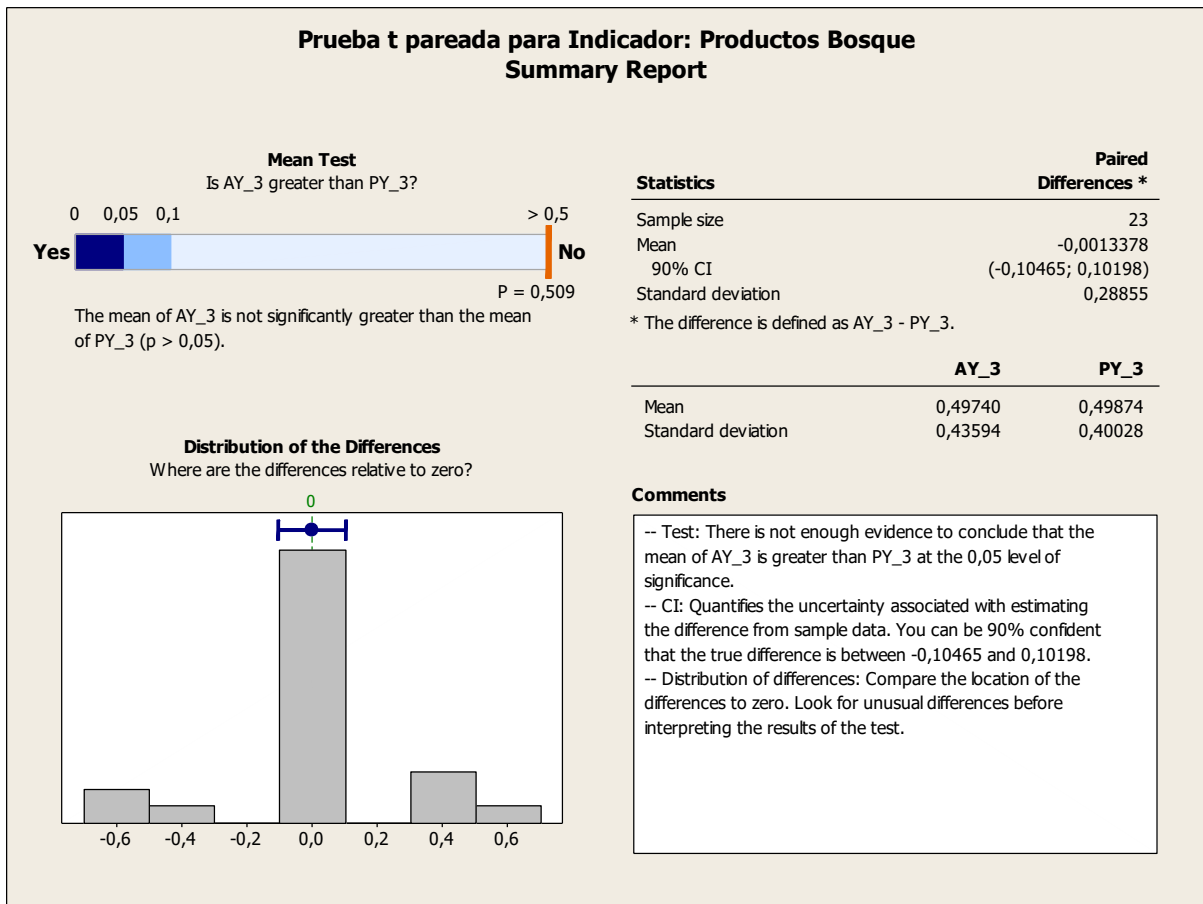 Prueba t pareada para Indicador: Productos Bosque
Summary Report
Mean Test
Is AY_3 greater than PY_3?
0 0,05 0,1 > 0,5
Yes No
P = 0,509
The mean of AY_3 is not significantly greater than the mean
of PY_3 (p > 0,05).
Distribution of the Differences
Where are the differences relative to zero?
0
-0,6 -0,4 -0,2 0,0 0,2 0,4 0,6
Paired
Statistics Differences *
Sample size 23
Mean -0,0013378
90% CI (-0,10465; 0,10198)
Standard deviation 0,28855
* The difference is defined as AY_3 - PY_3.
AY_3 PY_3
Mean 0,49740 0,49874
Standard deviation 0,43594 0,40028
Comments
-- Test: There is not enough evidence to conclude that the
mean of AY_3 is greater than PY_3 at the 0,05 level of
significance.
-- CI: Quantifies the uncertainty associated with estimating
the difference from sample data. You can be 90% confident
that the true difference is between -0,10465 and 0,10198.
-- Distribution of differences: Compare the location of the
differences to zero. Look for unusual differences before
interpreting the results of the test.